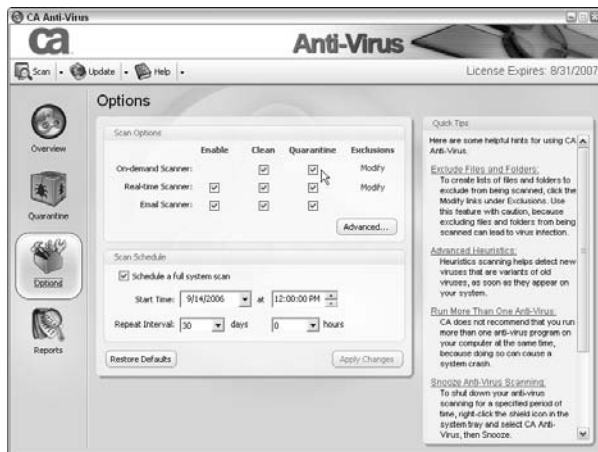 CA Anti-Virus
ca
Anti-Virus
Scan
Update
Help
License Expires: 8/31/2007
Overview
Quarantine
Options
Reports
Options
Scan Options
Enable Clean Quarantine Exclusions
On-demand Scanner: Modify
Real-time Scanner: Modify
Email Scanner:
Advanced...
Scan Schedule
Schedule a full system scan
Start Time: 9/14/2006 at 12:00:00 PM
Repeat Interval: 30 days 0 hours
Restore Defaults
Apply Changes
Quick Tips
Here are some helpful hints for using CA
Anti-Virus.
Exclude Files and Folders:
To create lists of files and folders to
exclude from being scanned, click the
Modify links under Exclusions. Use
this feature with caution, because
excluding files and folders from being
scanned can lead to virus infection.
Advanced Heuristics:
Heuristics scanning helps detect new
viruses that are variants of old
viruses, as soon as they appear on
your system.
Run More Than One Anti-Virus:
CA does not recommend that you run
more than one anti-virus program on
your computer at the same time,
because doing so can cause a
system crash.
Snooze Anti-Virus Scanning:
To shut down your anti-virus
scanning for a specified period of
time, right-click the shield icon in the
system tray and select CA Anti-
Virus, then Snooze.